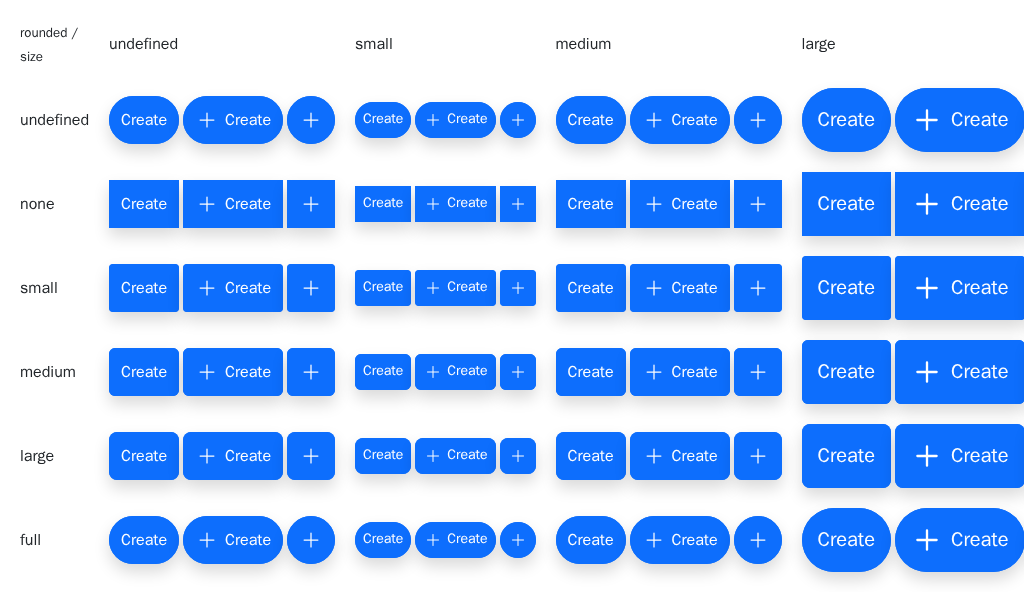 rounded /
size
undefined small medium large
undefined Create Create Create Create Create Create Create Create
none Create Create Create Create Create Create Create Create
small Create Create Create Create Create Create Create Create
medium Create Create Create Create Create Create Create Create
large Create Create Create Create Create Create Create Create
full Create Create Create Create Create Create Create Create